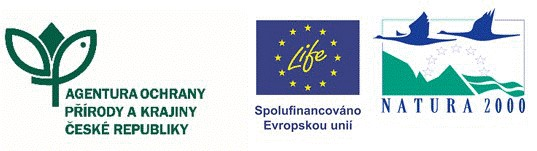 AGENTURA OCHRANY
PŘÍRODY A KRAJINY
ČESKÉ REPUBLIKY
Life
Spolufinancováno
Evropskou unií
NATURA 2000